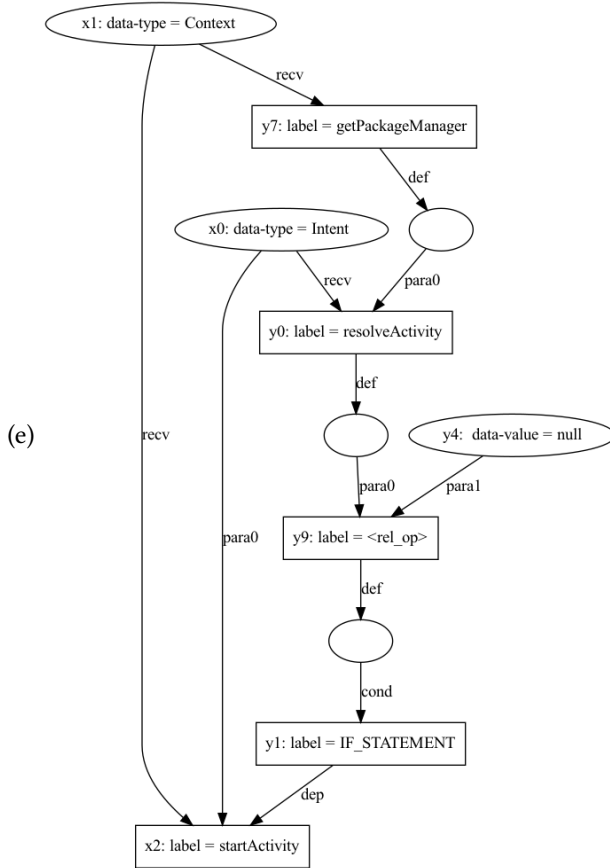 x1: data-type = Context
recv
y7: label = getPackageManager
def
x0: data-type = Intent
recv
para0
y0: label = resolveActivity
def
(e)
y4:  data-value = null
recv
para0
para0
para1
y9: label = <rel_op>
def
cond
y1: label = IF_STATEMENT
dep
x2: label = startActivity